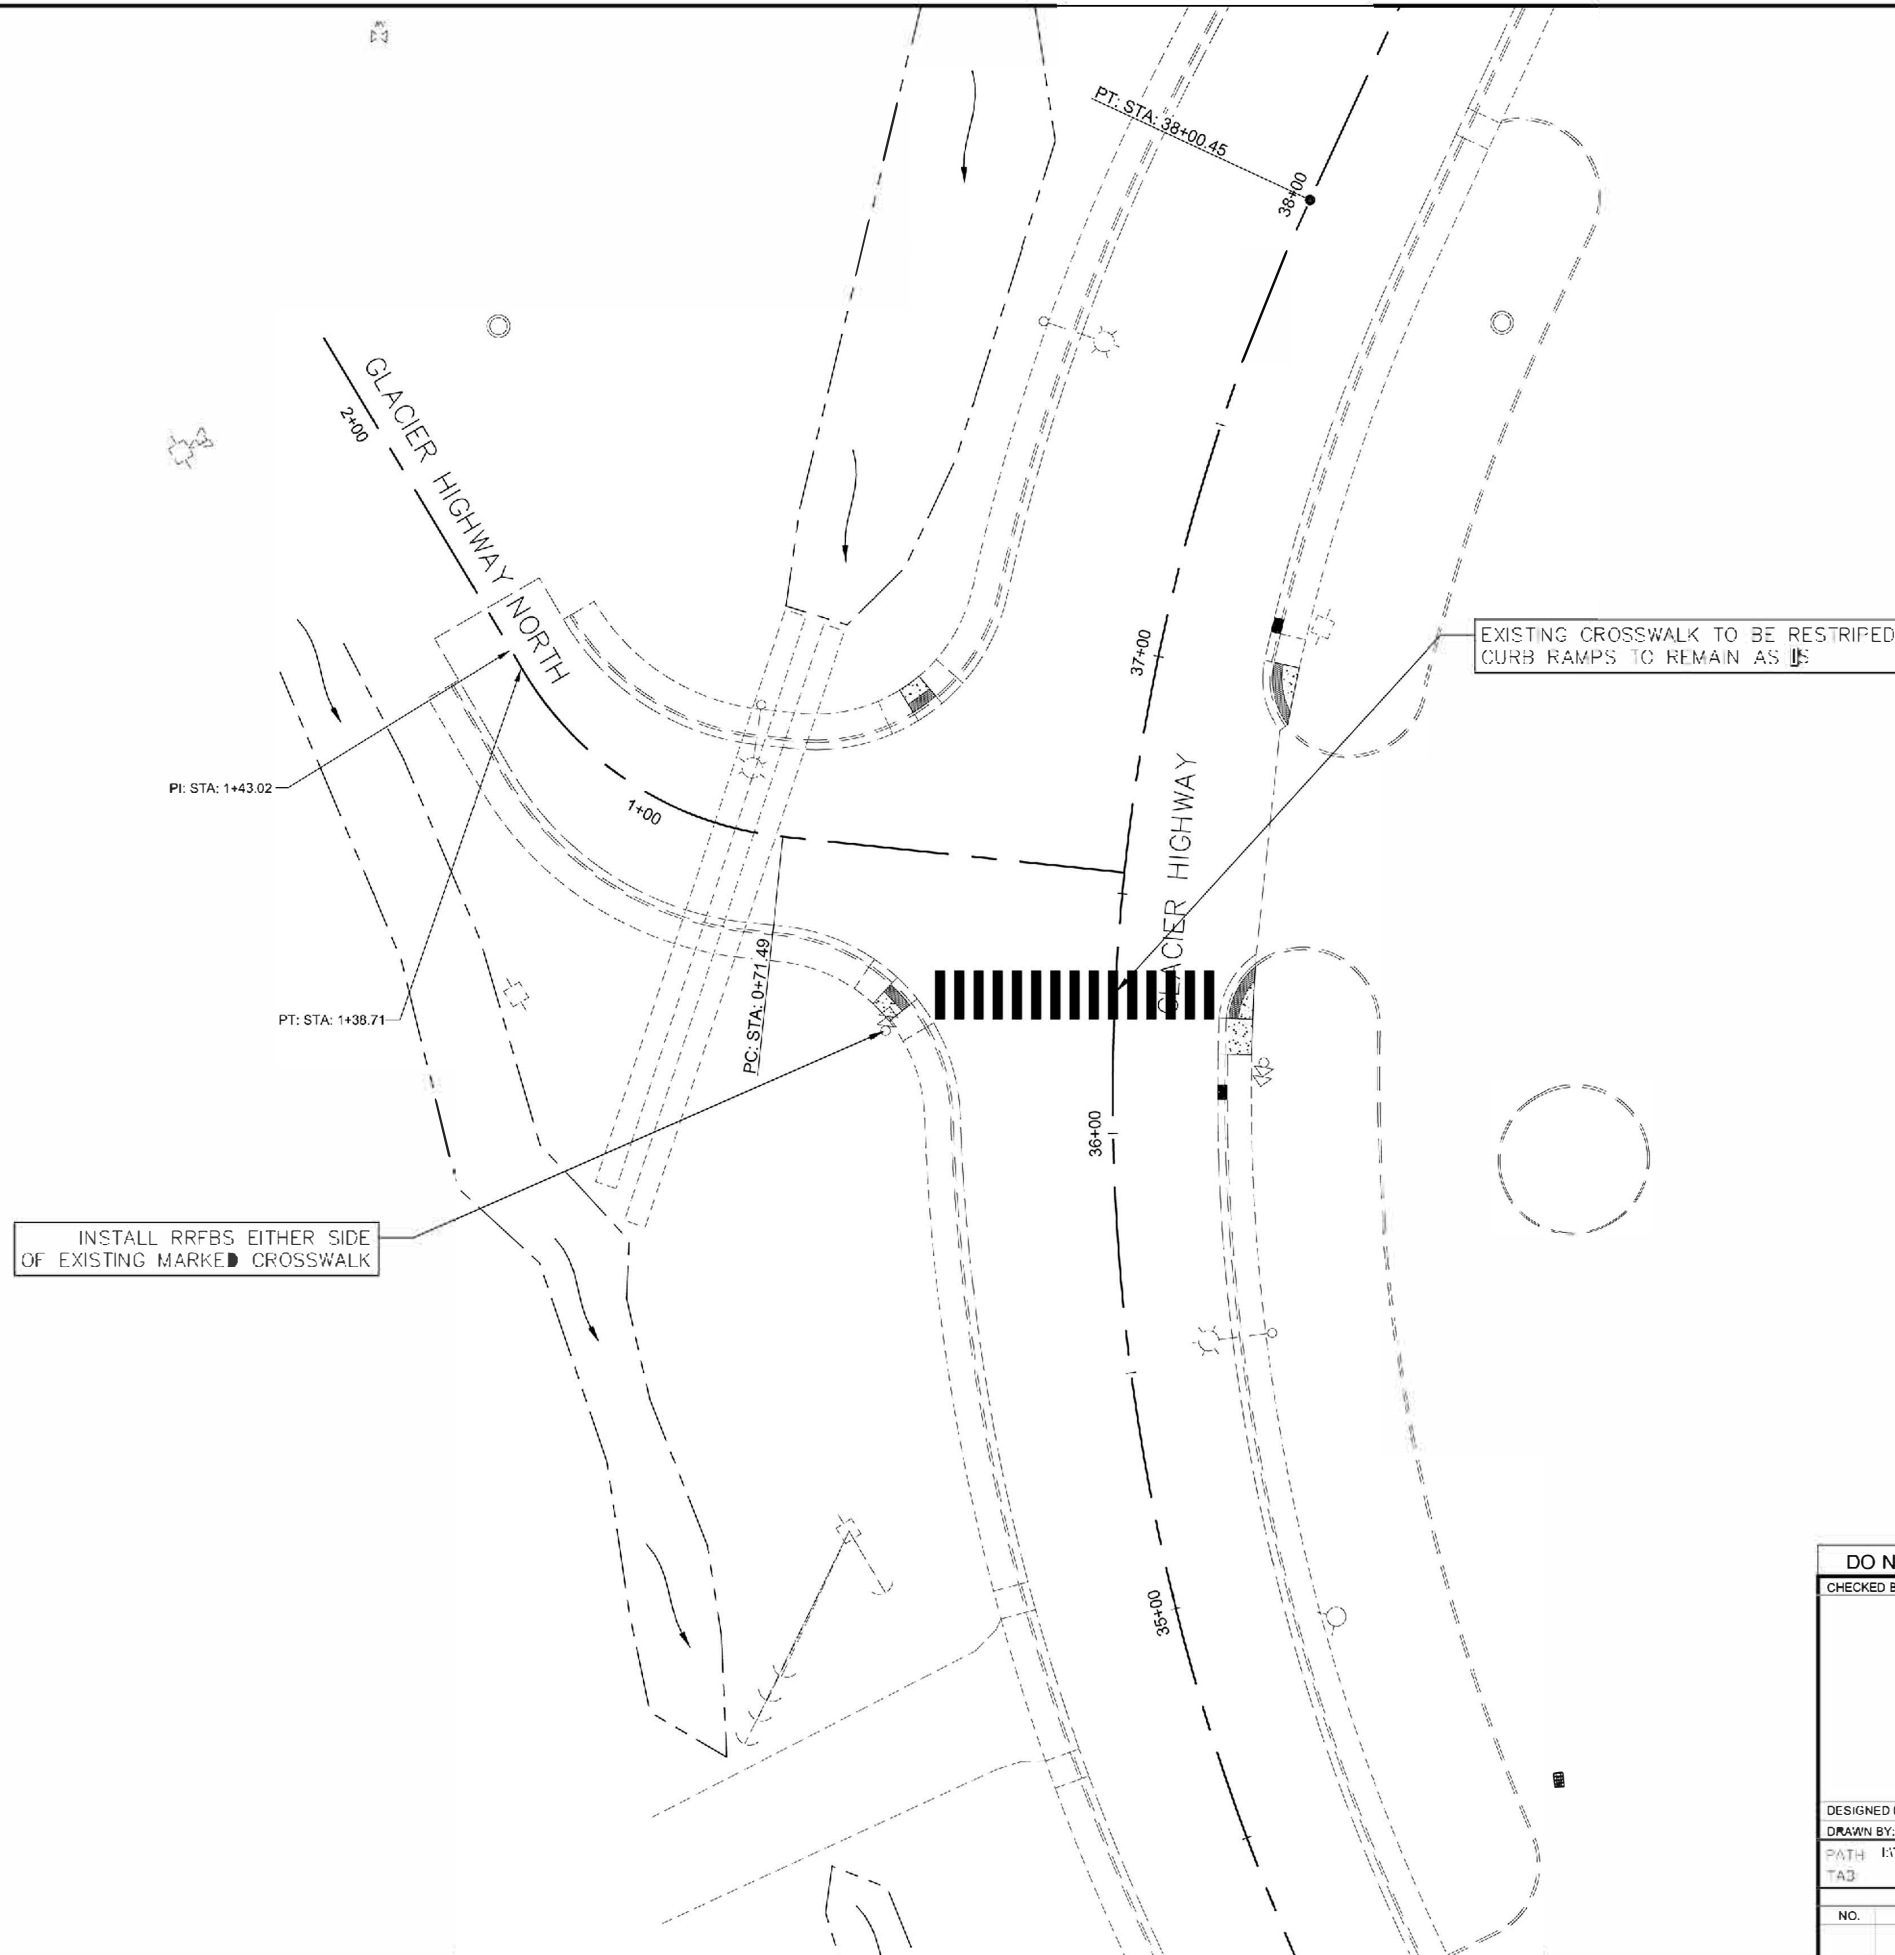 PT: STA: 38+00.45
38+00
GLACIER HIGHWAY NORTH
2+00
EXISTING CROSSWALK TO BE RESTRIPED
CURB RAMPS TO REMAIN AS IS
37+00
PI: STA: 1+43.02
1+00
GLACIER HIGHWAY
PC: STA: 0+71.49
PT: STA: 1+38.71
36+00
INSTALL RRFBS EITHER SIDE
OF EXISTING MARKED CROSSWALK
35+00
DO N
CHECKED B
DESIGNED
DRAWN BY:
PATH
TAB
NO.